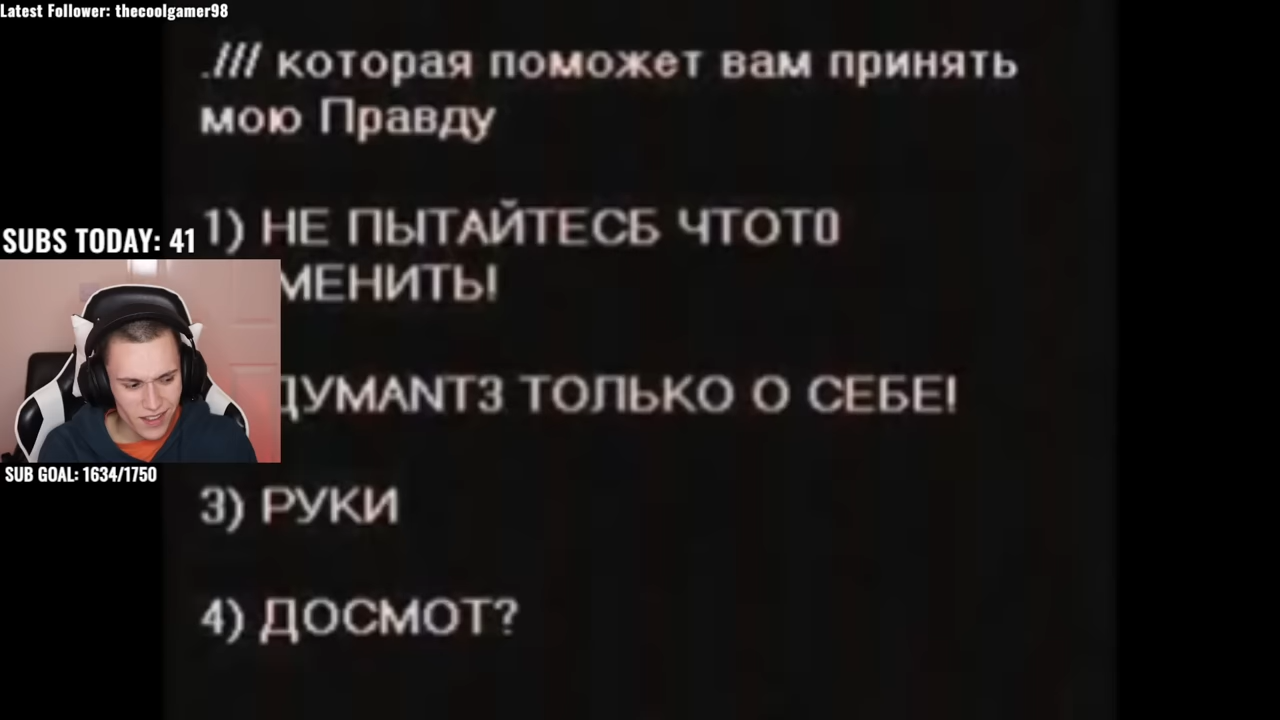 Latest Follower: thecoolgamer98
./// которая поможет вам принять
мою Правду
1) НЕ ПЫТАЙТЕСБ ЧТОТ0
МЕНИТЬ!
SUBS TODAY: 41
ДУМАNТЗ ТОЛЬКО О СЕБЕ!
SUB GOAL: 1634/1750
3) РУКИ
4) ДОСМОТ?